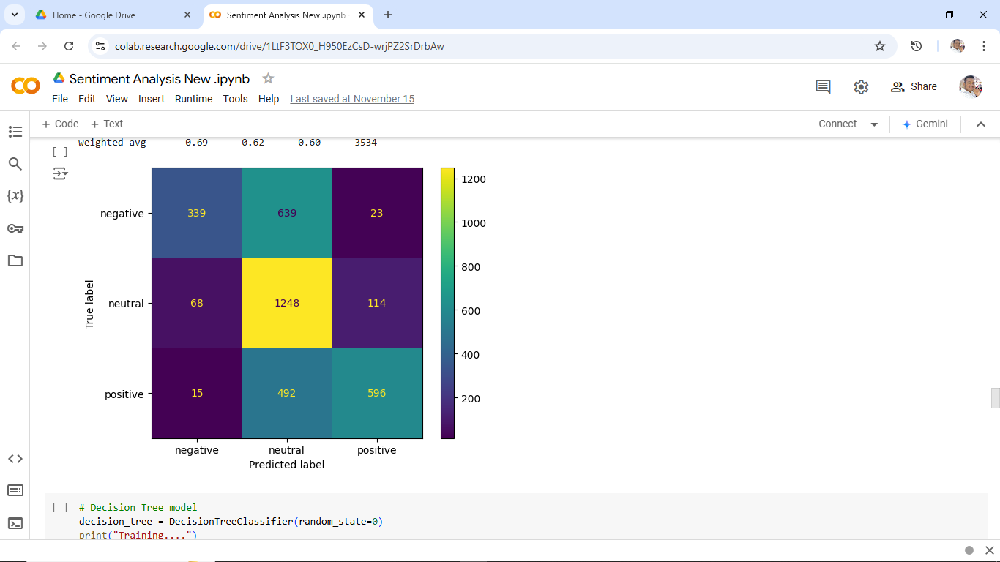 Home - Google Drive
Sentiment Analysis New .ipynb
colab.research.google.com/drive/1LtF3TOX0_H950EzCsD-wrjPZ2SrDrbAw
Sentiment Analysis New .ipynb
File Edit View Insert Runtime Tools Help Last saved at November 15
Share
+ Code + Text
Connect
Gemini
weighted avg 0.69 0.62 0.60 3534
[ ]
{x}
negative 339 639 23
neutral 68 1248 114
positive 15 492 596
True label
negative neutral positive
Predicted label
1200
1000
800
600
400
200
[ ] # Decision Tree model
decision_tree = DecisionTreeClassifier(random_state=0)
print("Training....")